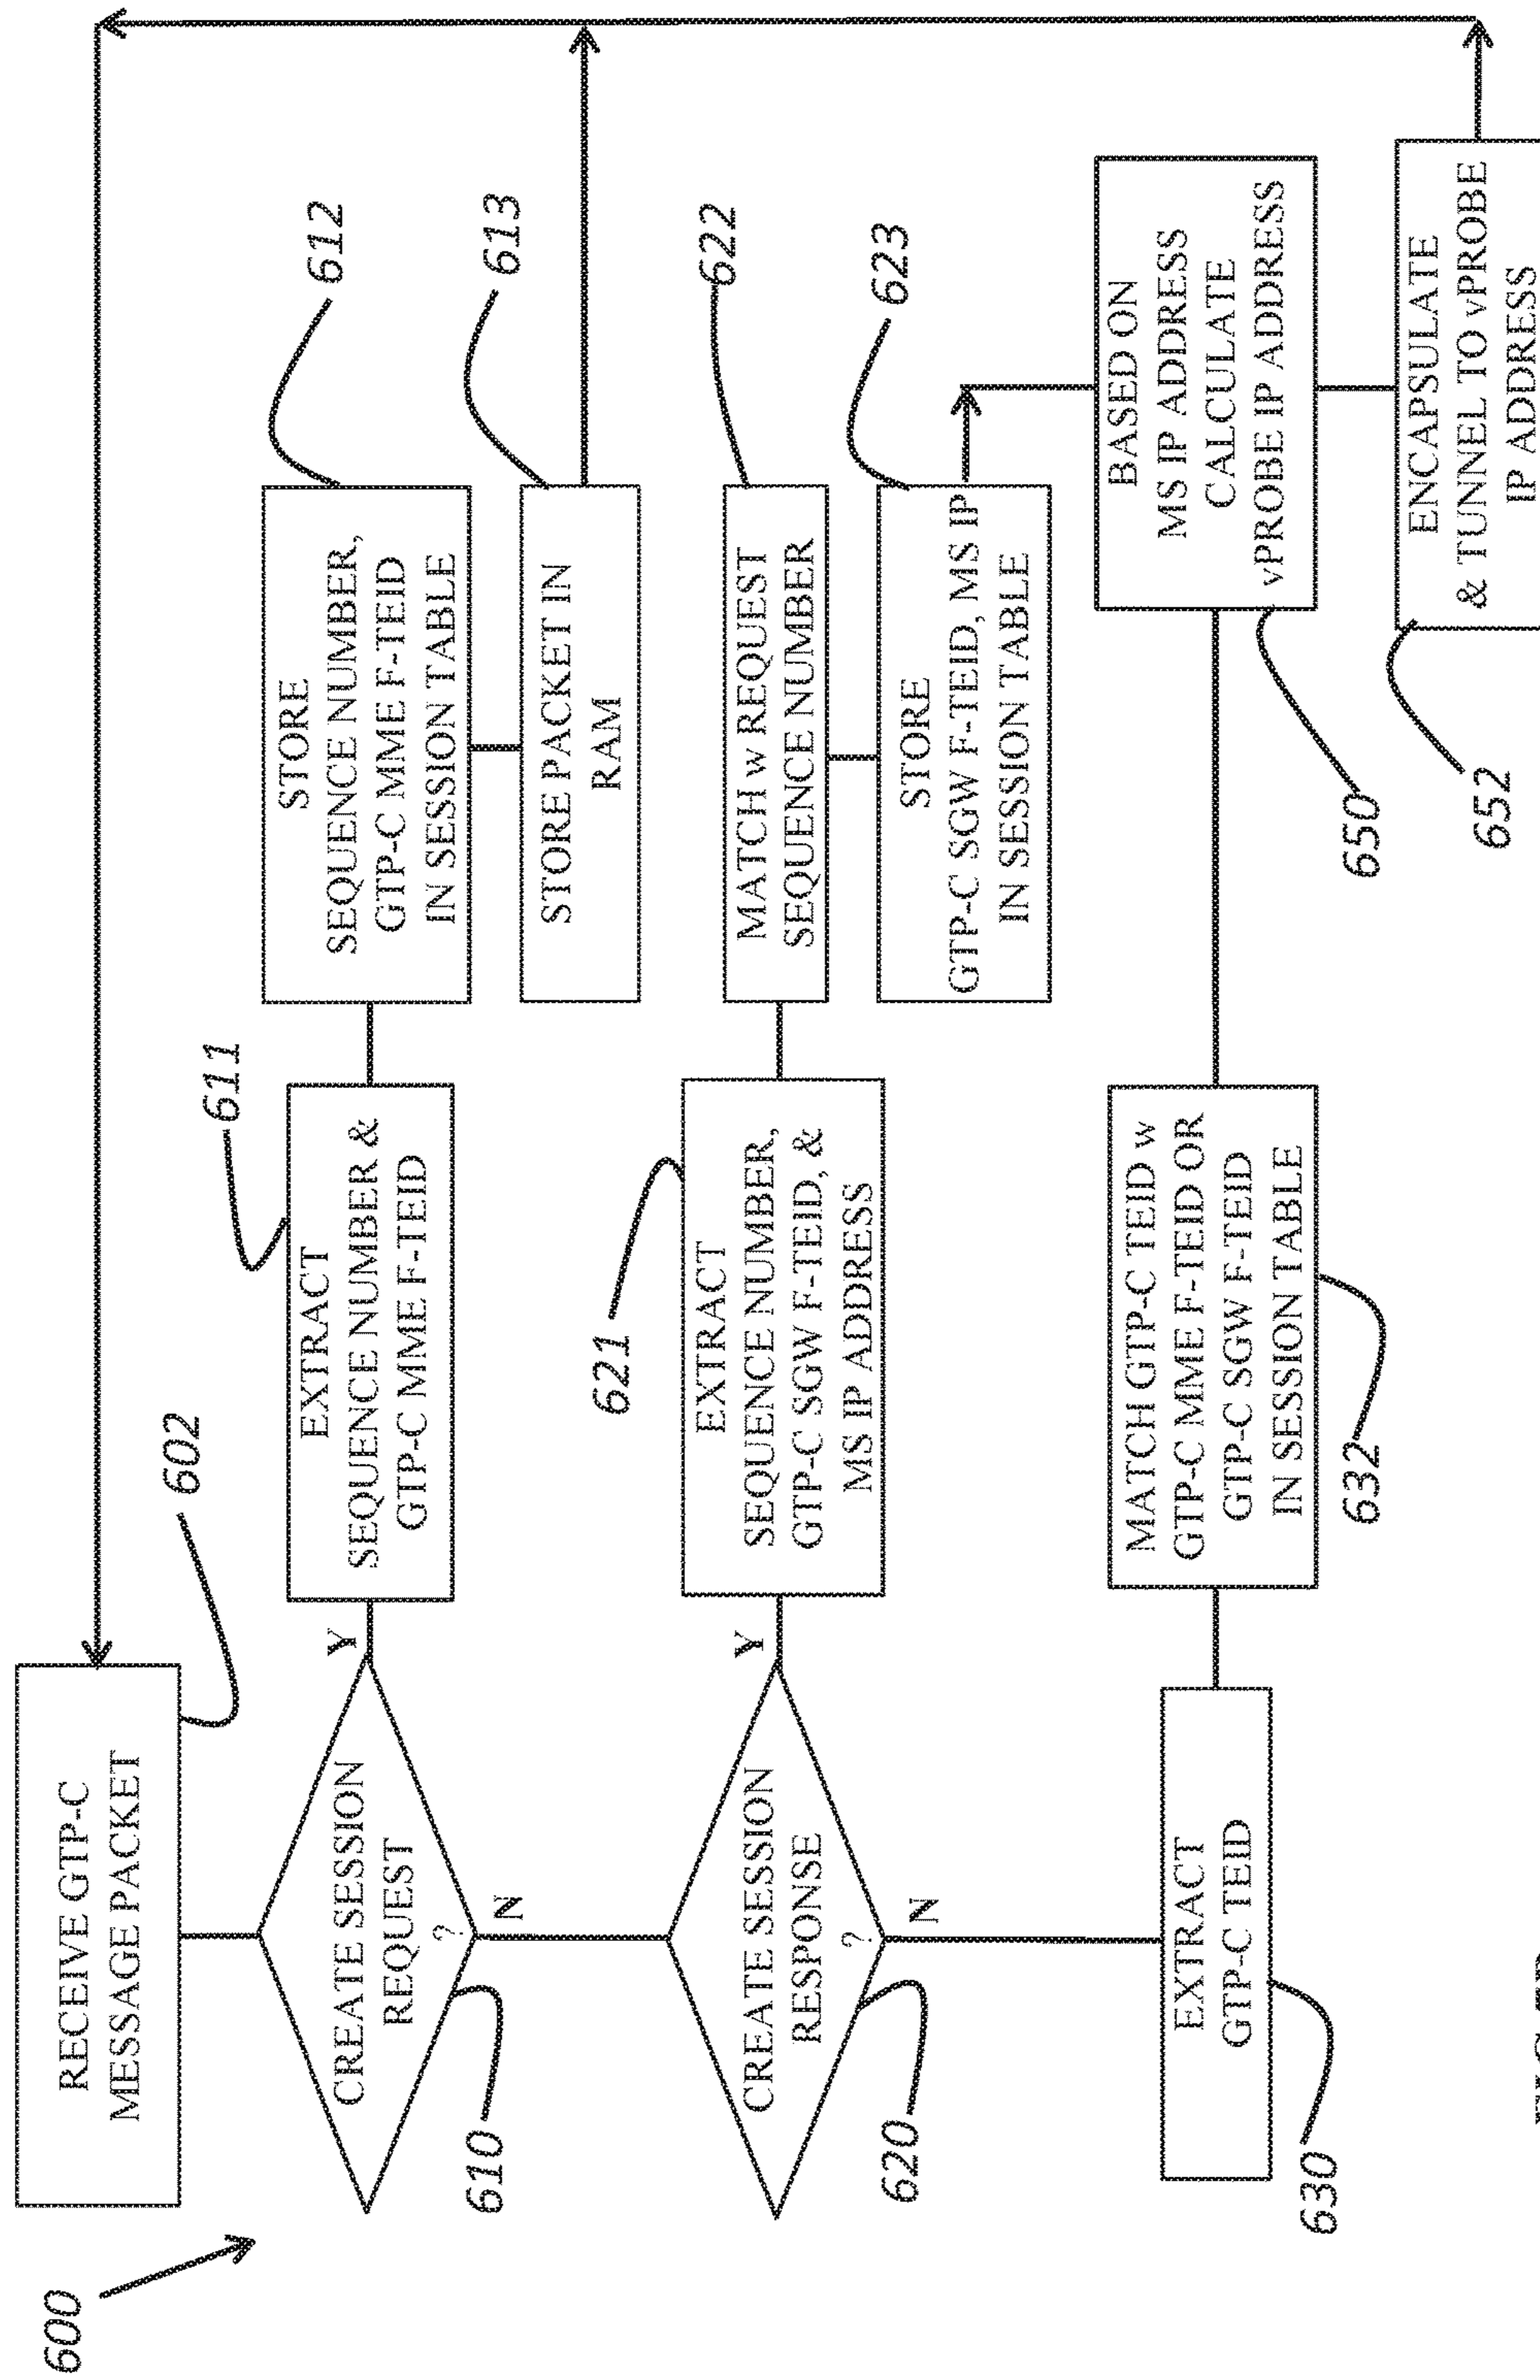 600
RECEIVE GTP-C
MESSAGE PACKET
602
CREATE SESSION
REQUEST
?
610
Y
N
EXTRACT
SEQUENCE NUMBER &
GTP-C MME F-TEID
611
STORE
SEQUENCE NUMBER,
GTP-C MME F-TEID
IN SESSION TABLE
612
STORE PACKET IN
RAM
613
CREATE SESSION
RESPONSE
?
620
Y
N
EXTRACT
SEQUENCE NUMBER,
GTP-C SGW F-TEID, &
MS IP ADDRESS
621
MATCH w REQUEST
SEQUENCE NUMBER
622
STORE
GTP-C SGW F-TEID, MS IP
IN SESSION TABLE
623
EXTRACT
GTP-C TEID
630
MATCH GTP-C TEID w
GTP-C MME F-TEID OR
GTP-C SGW F-TEID
IN SESSION TABLE
632
BASED ON
MS IP ADDRESS
CALCULATE
vPROBE IP ADDRESS
650
ENCAPSULATE
& TUNNEL TO vPROBE
IP ADDRESS
652